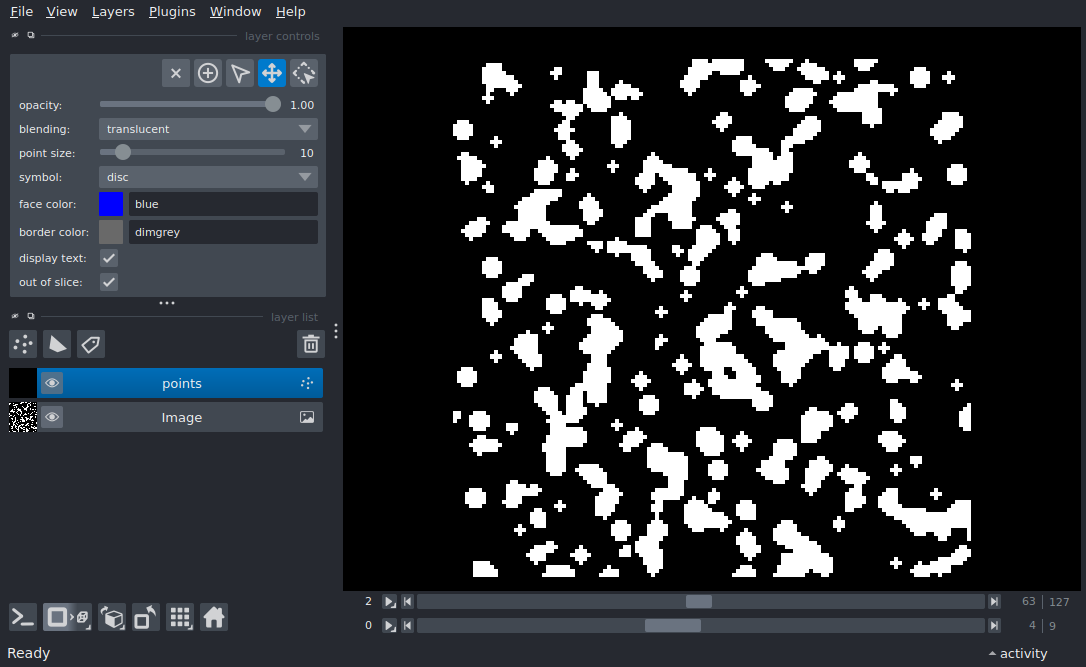 File View Layers Plugins Window Help
layer controls
opacity: 1.00
blending: translucent
point size: 10
symbol: disc
face color: blue
border color: dimgrey
display text:
out of slice:
layer list
points
Image
2 63 | 127
0 4 | 9
Ready activity